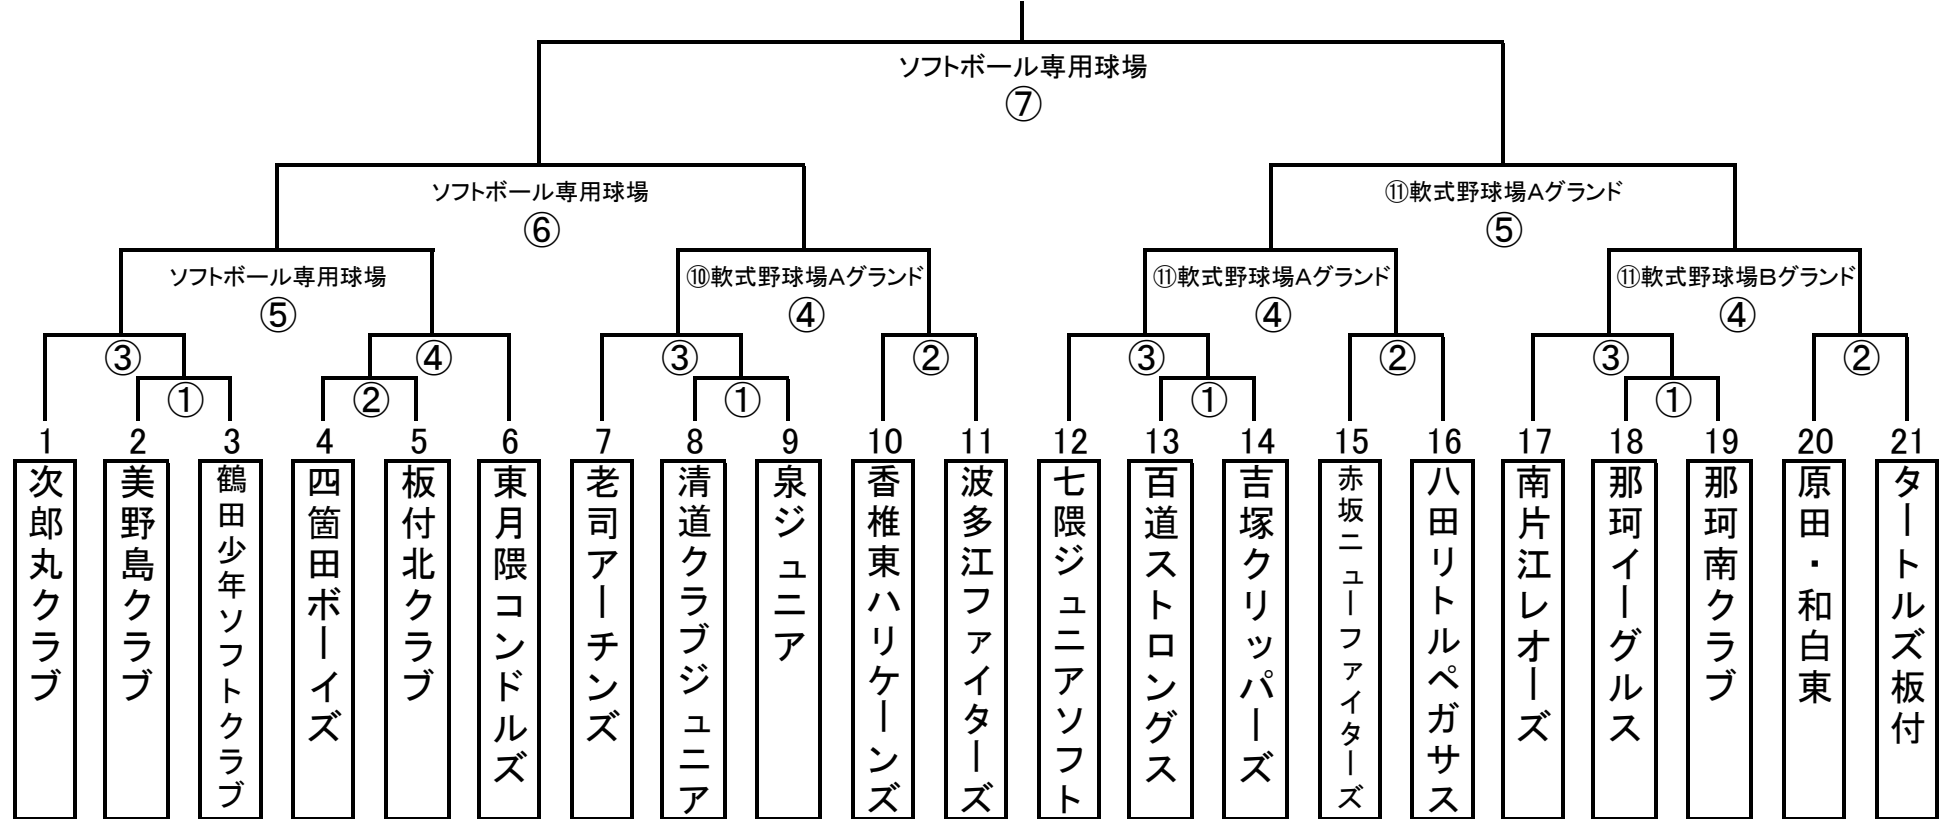 ソフトボール専用球場
⑦
ソフトボール専用球場
⑥
⑪軟式野球場Aグランド
⑤
ソフトボール専用球場
⑤
⑩軟式野球場Aグランド
④
⑪軟式野球場Aグランド
④
⑪軟式野球場Bグランド
④
③ ④ ③ ② ③ ② ③ ②
① ② ① ① ①
1 2 3 4 5 6 7 8 9 10 11 12 13 14 15 16 17 18 19 20 21
次郎丸クラブ
美野島クラブ
鶴田少年ソフトクラブ
四箇田ボーイズ
板付北クラブ
東月隈コンドルズ
老司アーチンズ
清道クラブジュニア
泉ジュニア
香椎東ハリケーンズ
波多江ファイターズ
七隈ジュニアソフト
百道ストロングス
吉塚クリッパーズ
赤坂ニューファイターズ
八田リトルペガサス
南片江レオーズ
那珂イーグルス
那珂南クラブ
原田・和白東
タートルズ板付